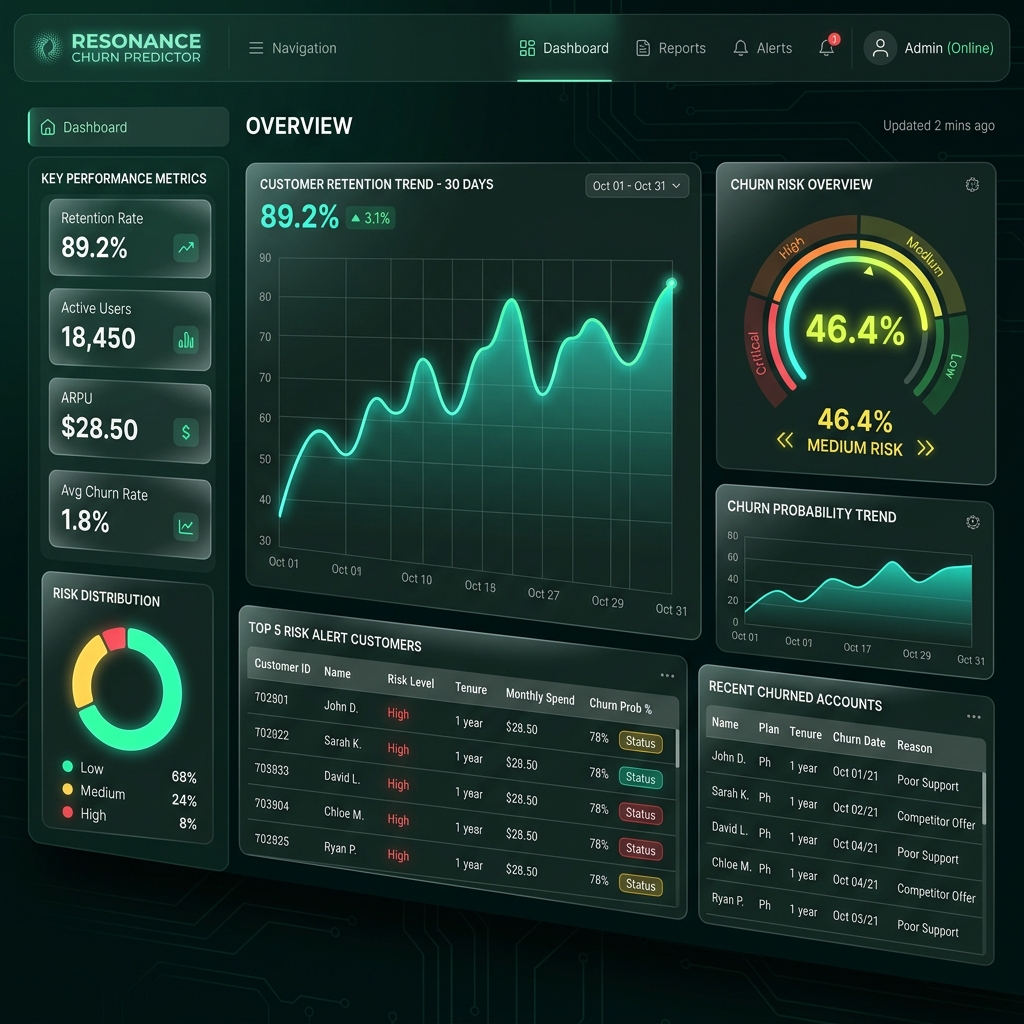 RESONANCE
CHURN PREDICTOR
Navigation
Dashboard
Reports
Alerts
Admin (Online)
Dashboard
OVERVIEW
Updated 2 mins ago
KEY PERFORMANCE METRICS
Retention Rate
89.2%
Active Users
18,450
ARPU
$28.50
Avg Churn Rate
1.8%
RISK DISTRIBUTION
Low 68%
Medium 24%
High 8%
CUSTOMER RETENTION TREND - 30 DAYS
Oct 01 - Oct 31
89.2% ▲ 3.1%
90
80
70
70
60
50
40
30
Oct 01 Oct 01 Oct 10 Oct 18 Oct 27 Oct 29 Oct 31
CHURN RISK OVERVIEW
Critical
High
Medium
Low
46.4%
46.4%
MEDIUM RISK
CHURN PROBABILITY TREND
80
60
40
20
0
Oct 01 Oct 01 Oct 17 Oct 29 Oct 31
TOP 5 RISK ALERT CUSTOMERS
Customer ID Name Risk Level Tenure Monthly Spend Churn Prob %
702901 John D. High 1 year $28.50 78% Status
702922 Sarah K. High 1 year $28.50 78% Status
703933 David L. High 1 year $28.50 78% Status
703904 Chloe M. High 1 year $28.50 78% Status
702925 Ryan P. High 1 year $28.50 78% Status
RECENT CHURNED ACCOUNTS
Name Plan Tenure Churn Date Reason
John D. Ph 1 year Oct 01/21 Poor Support
Sarah K. Ph 1 year Oct 02/21 Competitor Offer
David L. Ph 1 year Oct 04/21 Poor Support
Chloe M. Ph 1 year Oct 04/21 Competitor Offer
Ryan P. Ph 1 year Poor Support